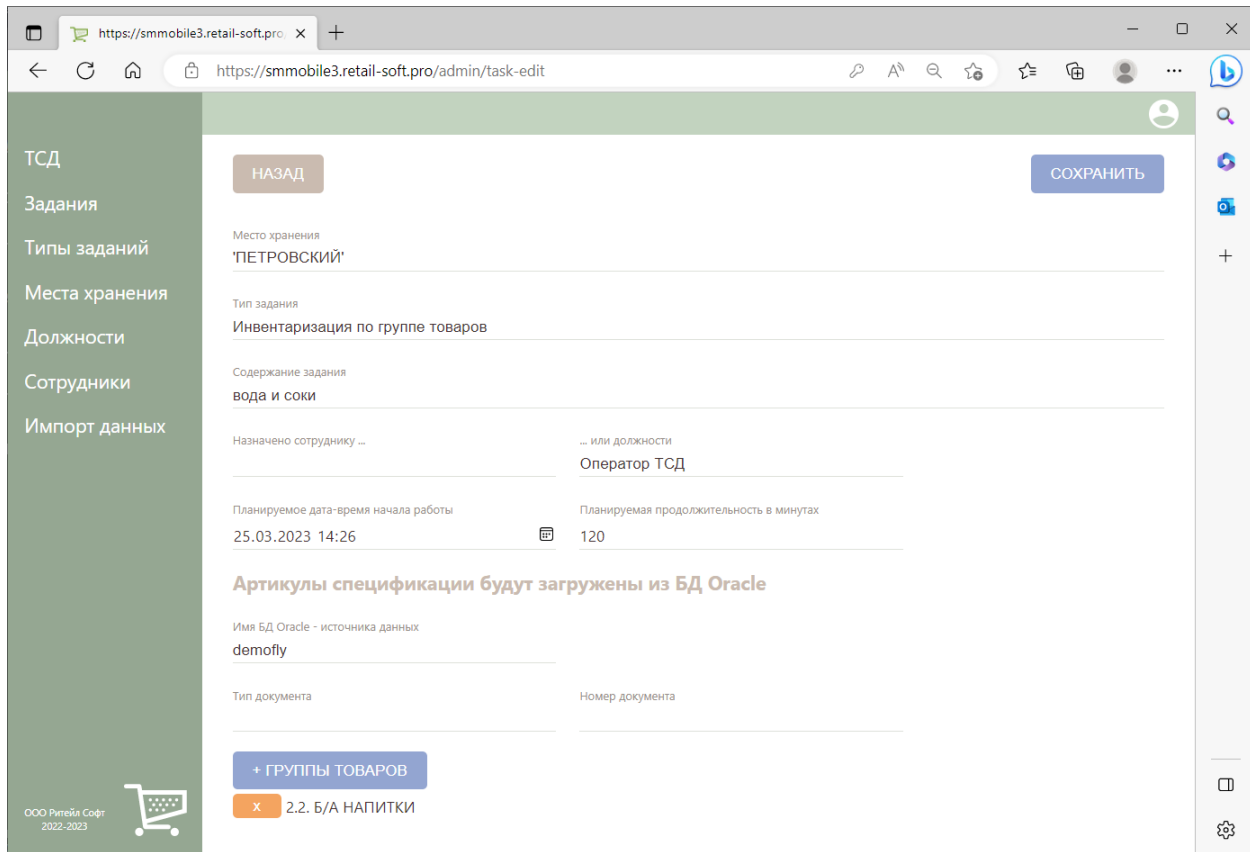 https://smmobile3.retail-soft.pro
https://smmobile3.retail-soft.pro/admin/task-edit
ТСД
Задания
Типы заданий
Места хранения
Должности
Сотрудники
Импорт данных
ООО Ритейл Софт
2022-2023
НАЗАД
СОХРАНИТЬ
Место хранения
'ПЕТРОВСКИЙ'
Тип задания
Инвентаризация по группе товаров
Содержание задания
вода и соки
Назначено сотруднику ...
... или должности
Оператор ТСД
Планируемое дата-время начала работы
25.03.2023 14:26
Планируемая продолжительность в минутах
120
Артикулы спецификации будут загружены из БД Oracle
Имя БД Oracle - источника данных
demofly
Тип документа
Номер документа
+ ГРУППЫ ТОВАРОВ
X 2.2. Б/А НАПИТКИ